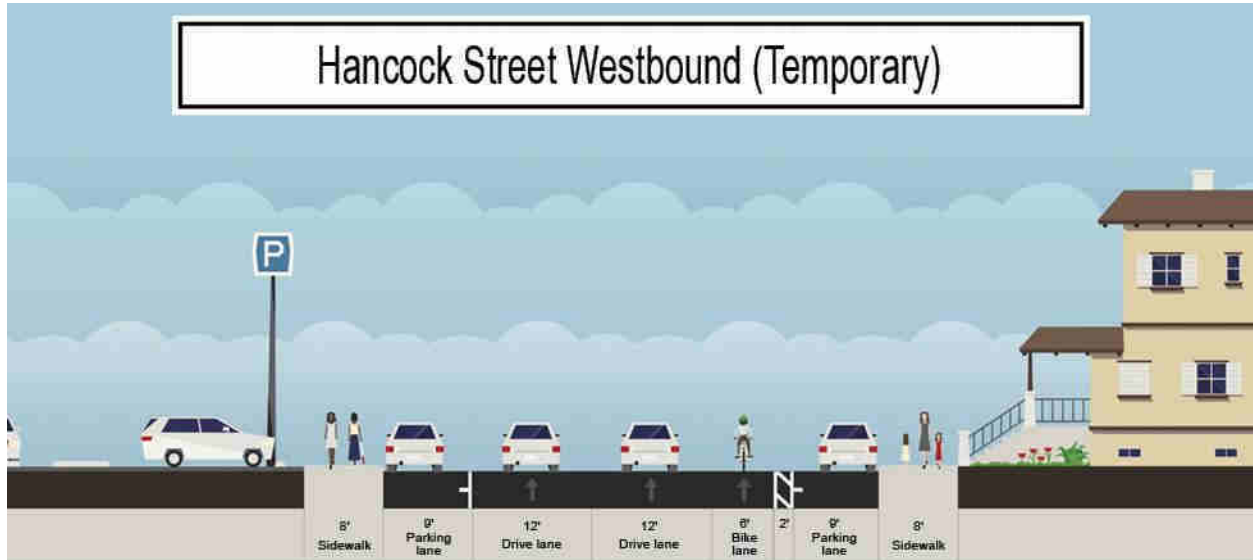 Hancock Street Westbound (Temporary)
P
8'
Sidewalk
9'
Parking
lane
12'
Drive lane
12'
Drive lane
6'
Bike
lane
2'
9'
Parking
lane
8'
Sidewalk